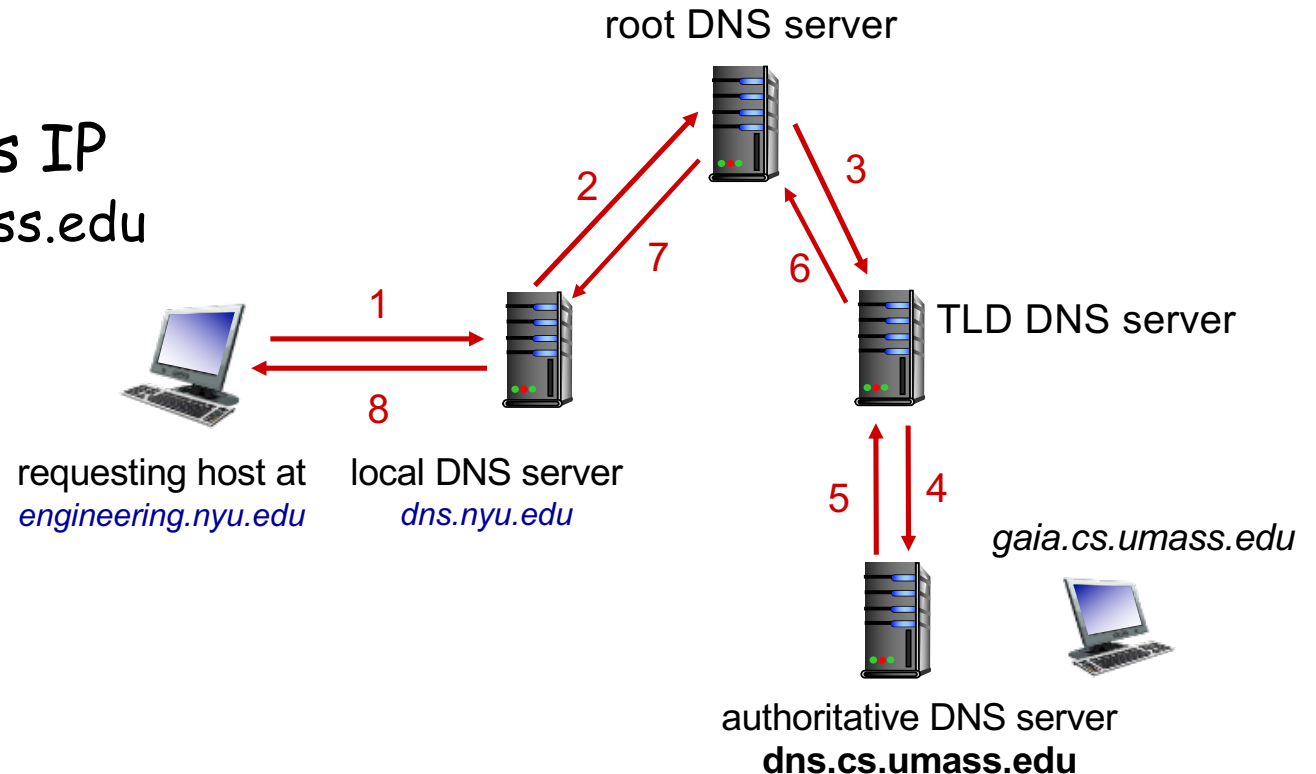 root DNS server
s IP
ss.edu
2
3
7
6
1
TLD DNS server
8
requesting host at
engineering.nyu.edu
local DNS server
dns.nyu.edu
5
4
gaia.cs.umass.edu
authoritative DNS server
dns.cs.umass.edu